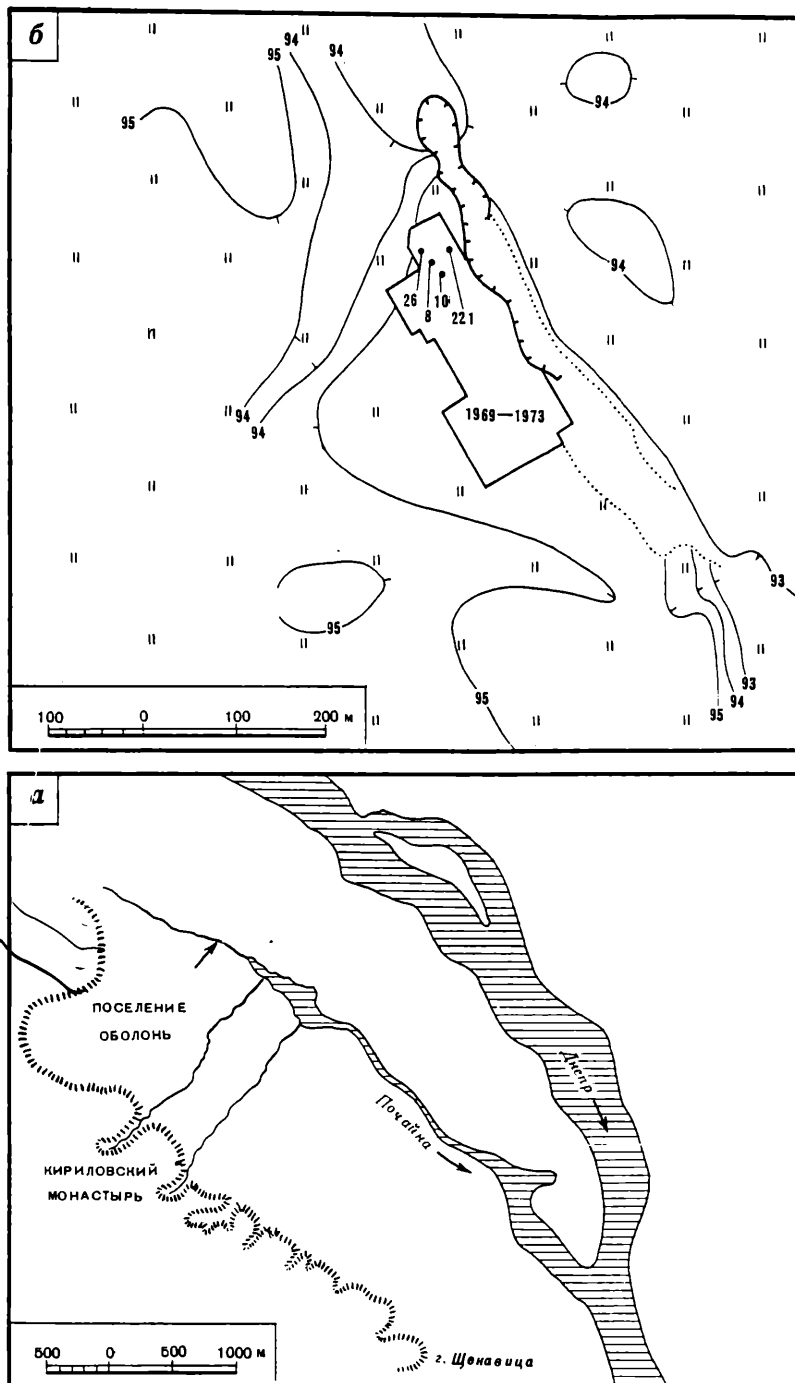 б
94
94
95
95
94
94
26
8
10
221
94
94
1969—1973
95
95
93
93
94
95
100 0 100 200 м
а
ПОСЕЛЕНИЕ
ОБОЛОНЬ
Днепр
Почайна
КИРИЛОВСКИЙ
МОНАСТЫРЬ
г. Щекавица
500 0 500 1000 м